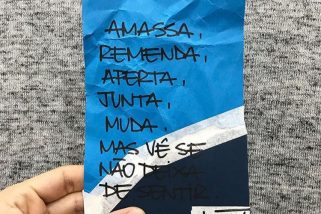 AMASSA,
REMENDA,
APERTA,
JUNTA,
MUDA,
MAS VÊ SE
NÃO DEIXA
DE SENTIR